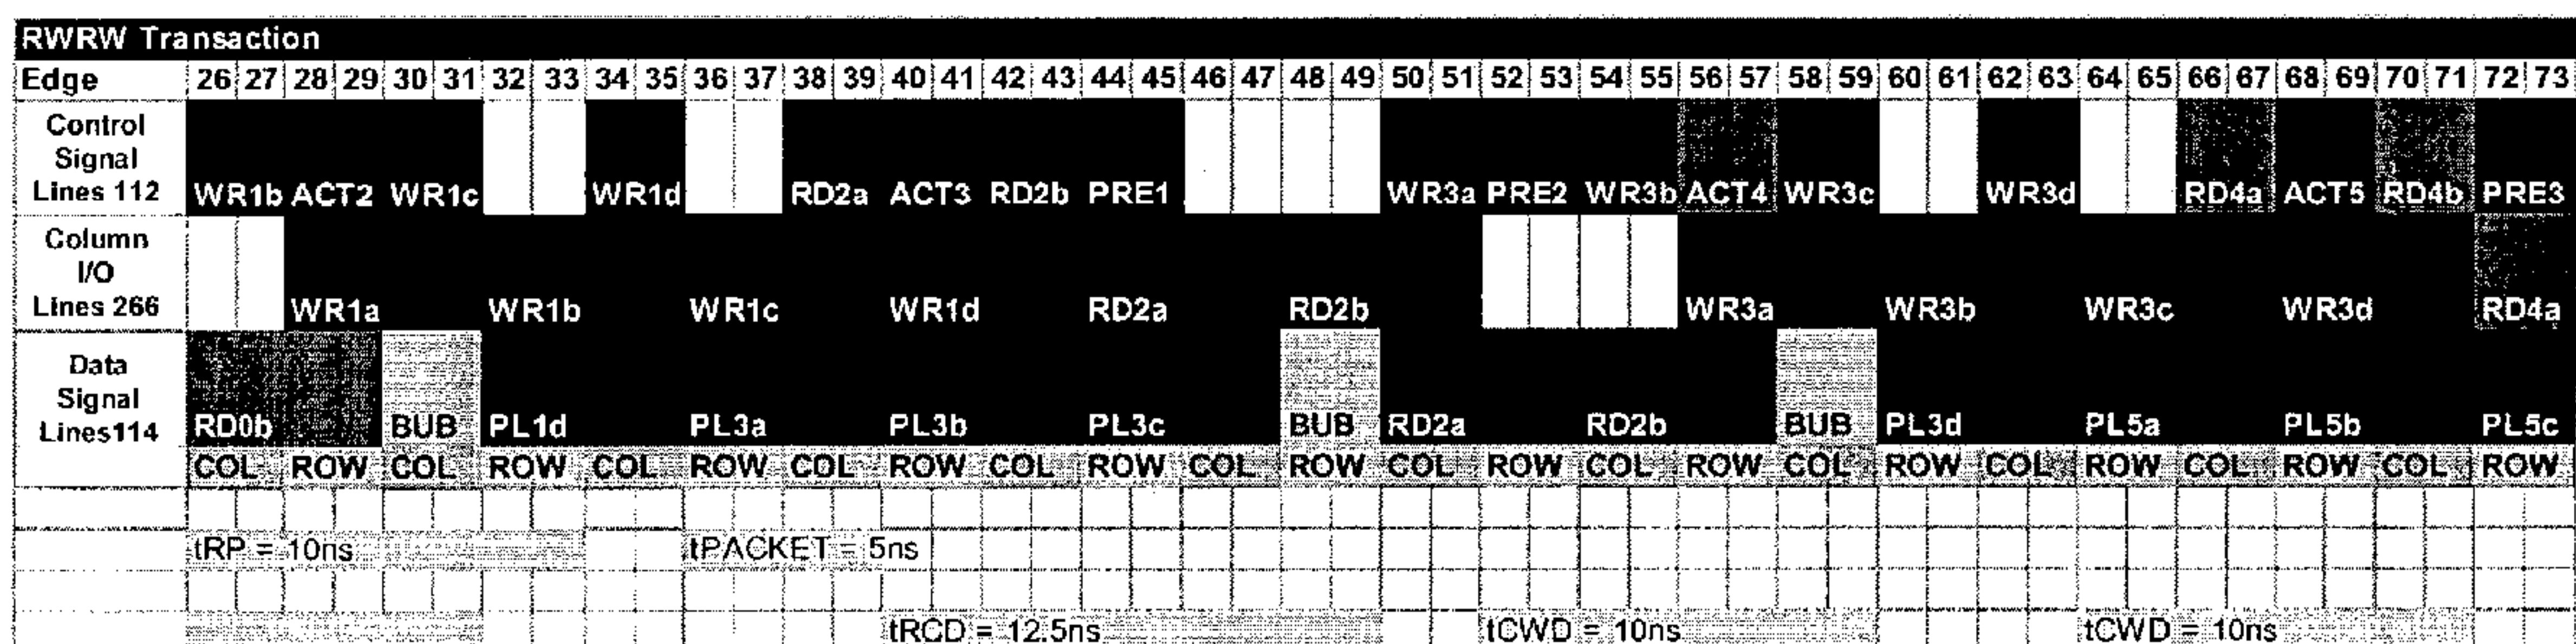 RWRW Transaction
Edge 26 27 28 29 30 31 32 33 34 35 36 37 38 39 40 41 42 43 44 45 46 47 48 49 50 51 52 53 54 55 56 57 58 59 60 61 62 63 64 65 66 67 68 69 70 71 72 73
Control
Signal
Lines 112 WR1b ACT2 WR1c WR1d RD2a ACT3 RD2b PRE1 WR3a PRE2 WR3b ACT4 WR3c WR3d RD4a ACT5 RD4b PRE3
Column
I/O
Lines 266 WR1a WR1b WR1c WR1d RD2a RD2b WR3a WR3b WR3c WR3d RD4a
Data
Signal
Lines114 RD0b BUB PL1d PL3a PL3b PL3c BUB RD2a RD2b BUB PL3d PL5a PL5b PL5c
COL ROW COL ROW COL ROW COL ROW COL ROW COL ROW COL ROW COL ROW COL ROW COL ROW COL ROW COL ROW
tRP = 10ns tPACKET = 5ns
tRCD = 12.5ns tCWD = 10ns tCWD = 10ns